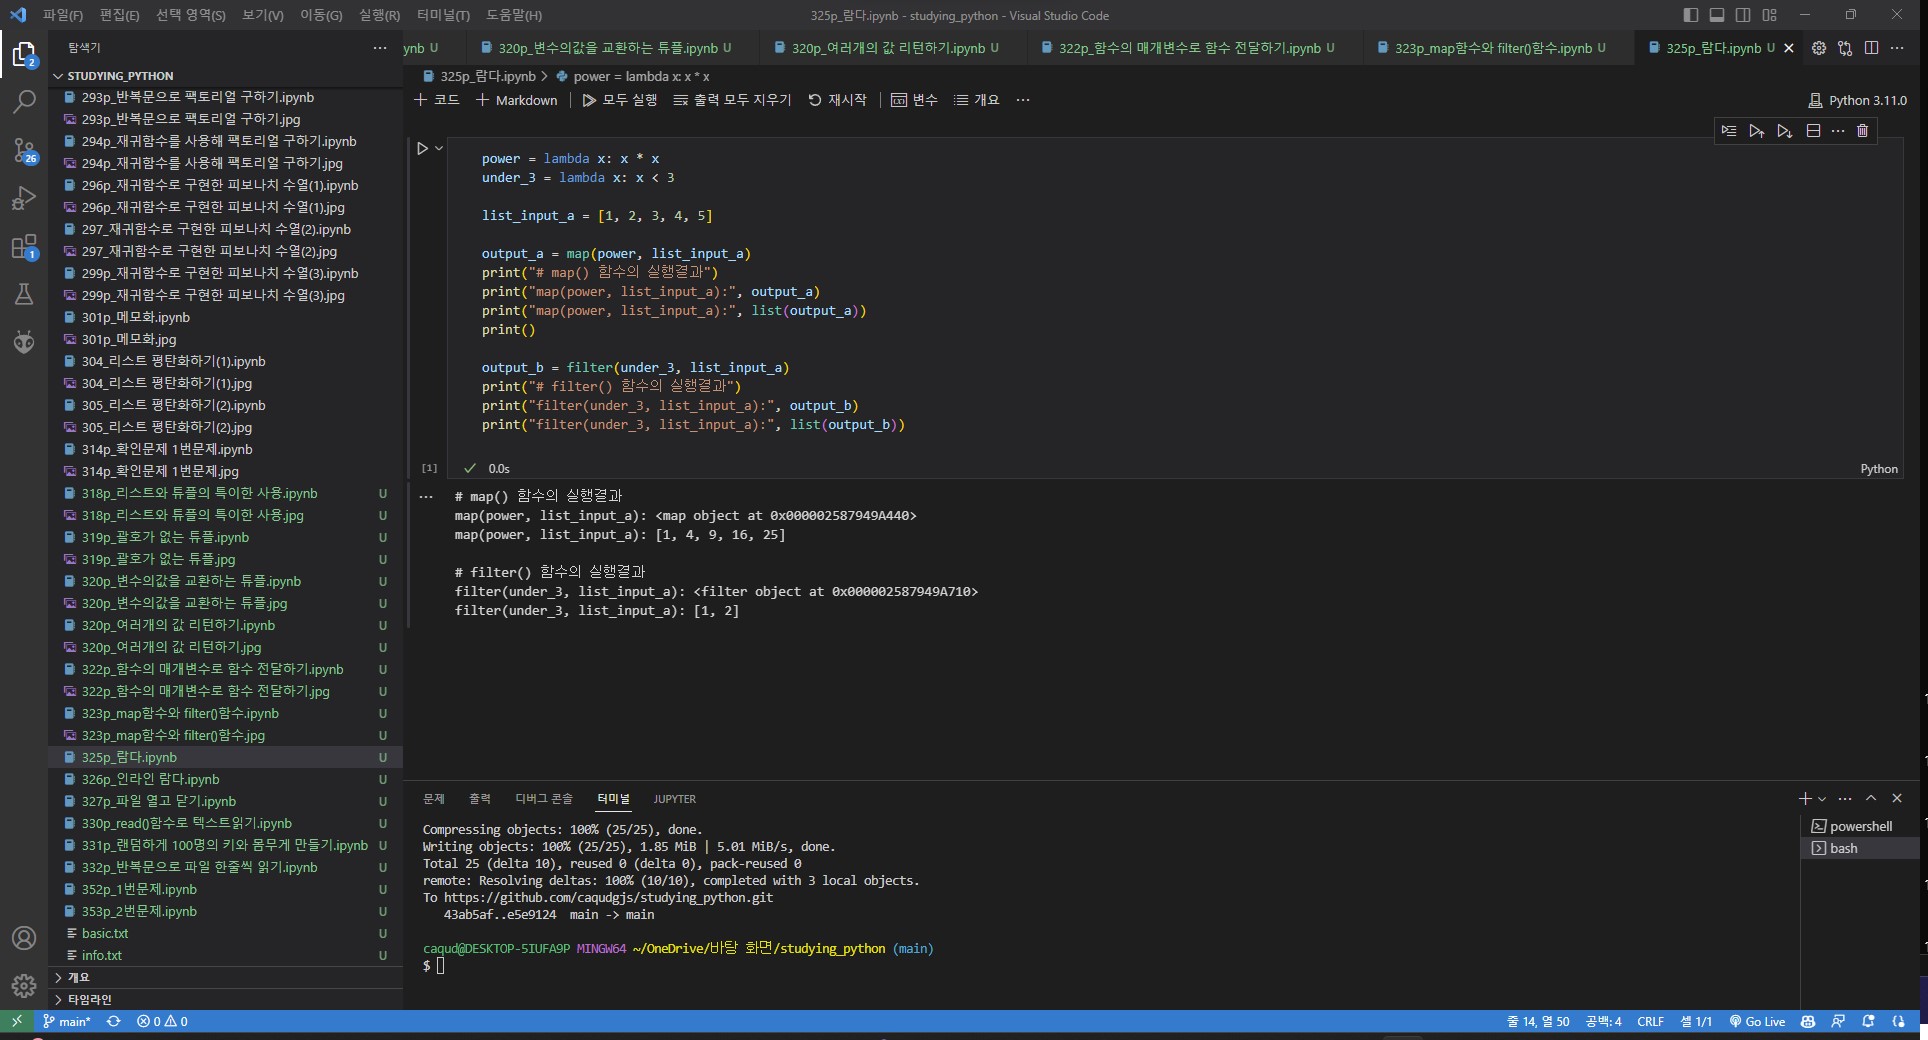 파일(F) 편집(E) 선택 영역(S) 보기(V) 이동(G) 실행(R) 터미널(T) 도움말(H)
325p_람다.ipynb - studying_python - Visual Studio Code
탐색기
ynb U
320p_변수의값을 교환하는 튜플.ipynb U
320p_여러개의 값 리턴하기.ipynb U
322p_함수의 매개변수로 함수 전달하기.ipynb U
323p_map함수와 filter()함수.ipynb U
325p_람다.ipynb U
STUDYING_PYTHON
293p_반복문으로 팩토리얼 구하기.ipynb
293p_반복문으로 팩토리얼 구하기.jpg
294p_재귀함수를 사용해 팩토리얼 구하기.ipynb
294p_재귀함수를 사용해 팩토리얼 구하기.jpg
296p_재귀함수로 구현한 피보나치 수열(1).ipynb
296p_재귀함수로 구현한 피보나치 수열(1).jpg
297_재귀함수로 구현한 피보나치 수열(2).ipynb
297_재귀함수로 구현한 피보나치 수열(2).jpg
299p_재귀함수로 구현한 피보나치 수열(3).ipynb
299p_재귀함수로 구현한 피보나치 수열(3).jpg
301p_메모화.ipynb
301p_메모화.jpg
304_리스트 평탄화하기(1).ipynb
304_리스트 평탄화하기(1).jpg
305_리스트 평탄화하기(2).ipynb
305_리스트 평탄화하기(2).jpg
314p_확인문제 1번문제.ipynb
314p_확인문제 1번문제.jpg
318p_리스트와 튜플의 특이한 사용.ipynb U
318p_리스트와 튜플의 특이한 사용.jpg U
319p_괄호가 없는 튜플.ipynb U
319p_괄호가 없는 튜플.jpg U
320p_변수의값을 교환하는 튜플.ipynb U
320p_변수의값을 교환하는 튜플.jpg U
320p_여러개의 값 리턴하기.ipynb U
320p_여러개의 값 리턴하기.jpg U
322p_함수의 매개변수로 함수 전달하기.ipynb U
322p_함수의 매개변수로 함수 전달하기.jpg U
323p_map함수와 filter()함수.ipynb U
323p_map함수와 filter()함수.jpg U
325p_람다.ipynb U
326p_인라인 람다.ipynb U
327p_파일 열고 닫기.ipynb U
330p_read()함수로 텍스트읽기.ipynb U
331p_랜덤하게 100명의 키와 몸무게 만들기.ipynb U
332p_반복문으로 파일 한줄씩 읽기.ipynb U
352p_1번문제.ipynb U
353p_2번문제.ipynb U
basic.txt U
info.txt U
개요
타임라인
2
26
1
325p_람다.ipynb > power = lambda x: x * x
+ 코드 + Markdown 모두 실행 출력 모두 지우기 재시작 변수 개요 ···
Python 3.11.0
power = lambda x: x * x
under_3 = lambda x: x < 3
list_input_a = [1, 2, 3, 4, 5]
output_a = map(power, list_input_a)
print("# map() 함수의 실행결과")
print("map(power, list_input_a):", output_a)
print("map(power, list_input_a):", list(output_a))
print()
output_b = filter(under_3, list_input_a)
print("# filter() 함수의 실행결과")
print("filter(under_3, list_input_a):", output_b)
print("filter(under_3, list_input_a):", list(output_b))
[1] 0.0s Python
# map() 함수의 실행결과
map(power, list_input_a): <map object at 0x000002587949A440>
map(power, list_input_a): [1, 4, 9, 16, 25]
# filter() 함수의 실행결과
filter(under_3, list_input_a): <filter object at 0x000002587949A710>
filter(under_3, list_input_a): [1, 2]
문제 출력 디버그 콘솔 터미널 JUPYTER
Compressing objects: 100% (25/25), done.
Writing objects: 100% (25/25), 1.85 MiB | 5.01 MiB/s, done.
Total 25 (delta 10), reused 0 (delta 0), pack-reused 0
remote: Resolving deltas: 100% (10/10), completed with 3 local objects.
To https://github.com/caqudgjs/studying_python.git
43ab5af..e5e9124 main -> main
caqud@DESKTOP-5IUFA9P MINGW64 ~/OneDrive/바탕 화면/studying_python (main)
$
powershell
bash
main* 0 0
줄 14, 열 50 공백: 4 CRLF 셀 1/1 Go Live